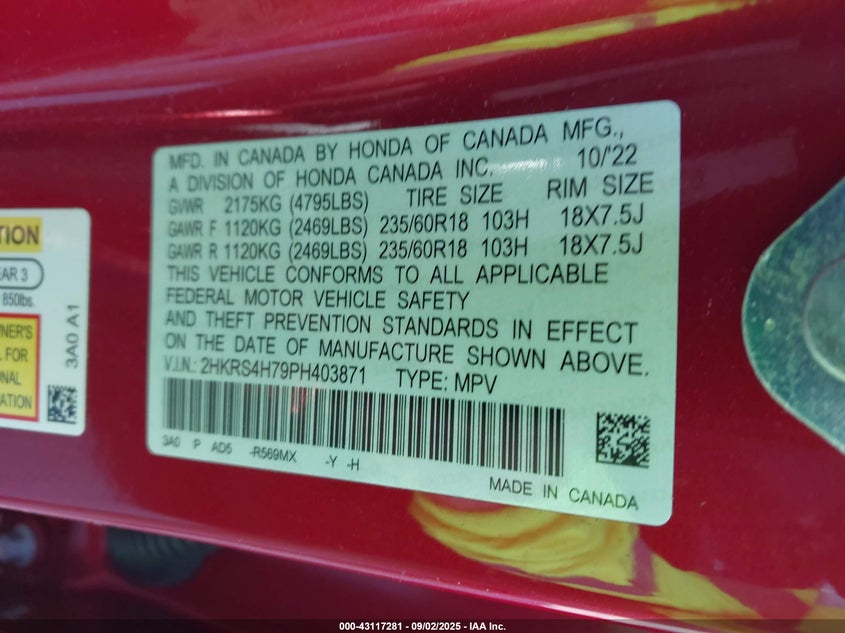 MFD. IN CANADA BY HONDA OF CANADA MFG.,
A DIVISION OF HONDA CANADA INC. 10/'22
GVWR 2175KG (4795LBS) TIRE SIZE RIM SIZE
GAWR F 1120KG (2469LBS) 235/60R18 103H 18X7.5J
GAWR R 1120KG (2469LBS) 235/60R18 103H 18X7.5J
THIS VEHICLE CONFORMS TO ALL APPLICABLE
FEDERAL MOTOR VEHICLE SAFETY
AND THEFT PREVENTION STANDARDS IN EFFECT
ON THE DATE OF MANUFACTURE SHOWN ABOVE.
V.I.N.: 2HKRS4H79PH403871 TYPE: MPV
3A0 P AD5 -R569MX -Y -H
MADE IN CANADA
TION
EAR 3
850lbs.
NER'S
L FOR
ONAL
ATION
3A0 A1
000-43117281 - 09/02/2025 - IAA Inc.